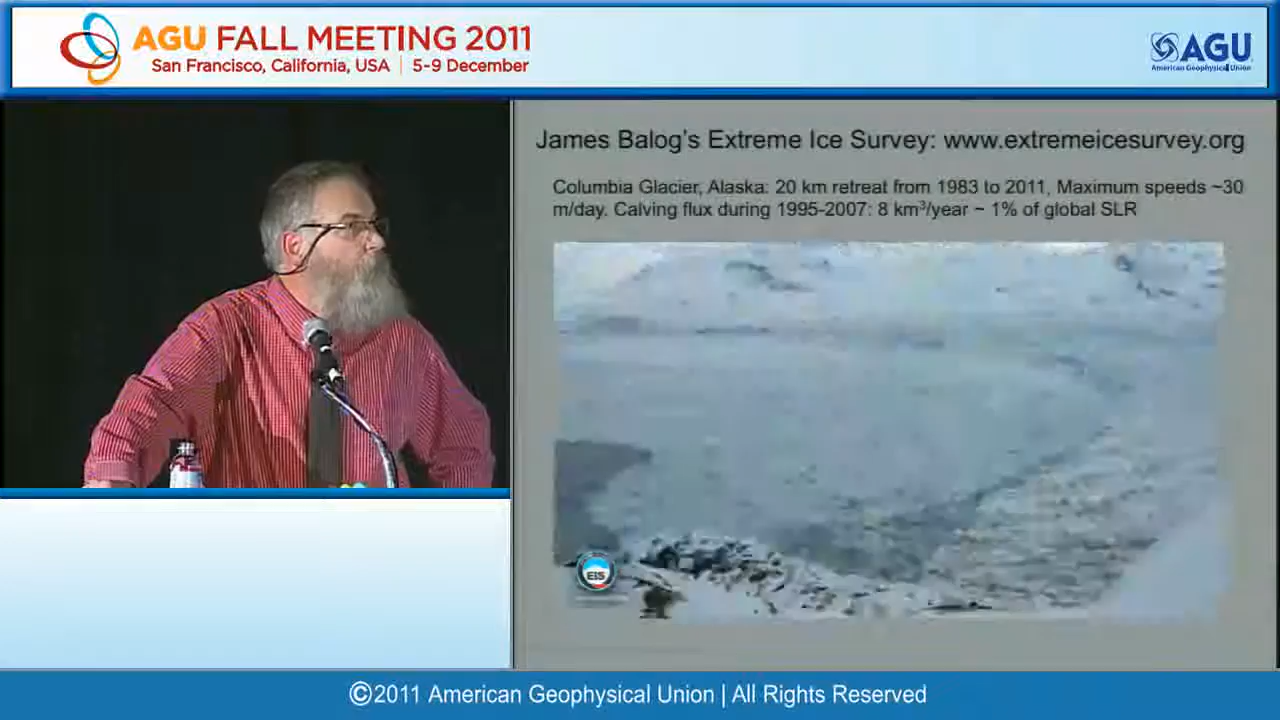 AGU FALL MEETING 2011
San Francisco, California, USA | 5-9 December
AGU
American Geophysical Union
James Balog's Extreme Ice Survey: www.extremeicesurvey.org
Columbia Glacier, Alaska: 20 km retreat from 1983 to 2011, Maximum speeds ~30
m/day. Calving flux during 1995-2007: 8 km³/year ~ 1% of global SLR
EIS
©2011 American Geophysical Union | All Rights Reserved